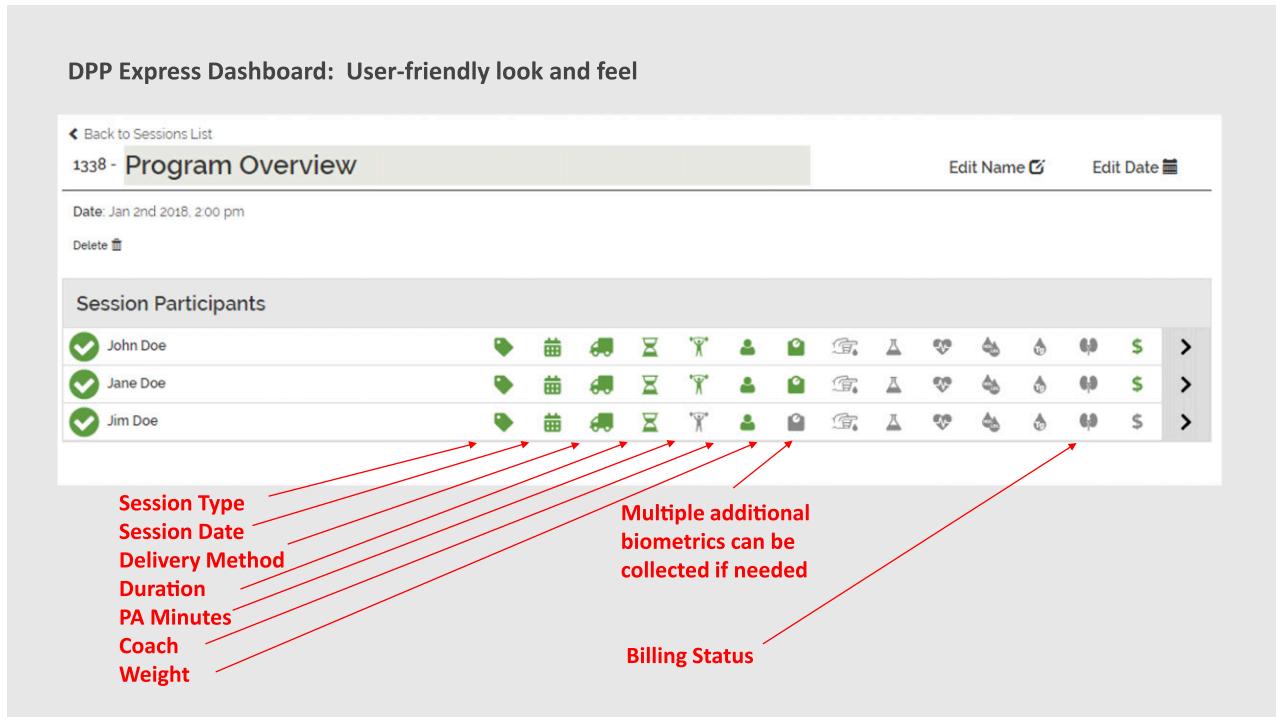 DPP Express Dashboard:  User-friendly look and feel
Back to Sessions List
1338 - Program Overview
Edit Name
Edit Date
Date: Jan 2nd 2018, 2:00 pm
Delete
Session Participants
John Doe
$
Jane Doe
$
Jim Doe
$
Session Type
Session Date
Delivery Method
Duration
PA Minutes
Coach
Weight
Multiple additional
biometrics can be
collected if needed
Billing Status